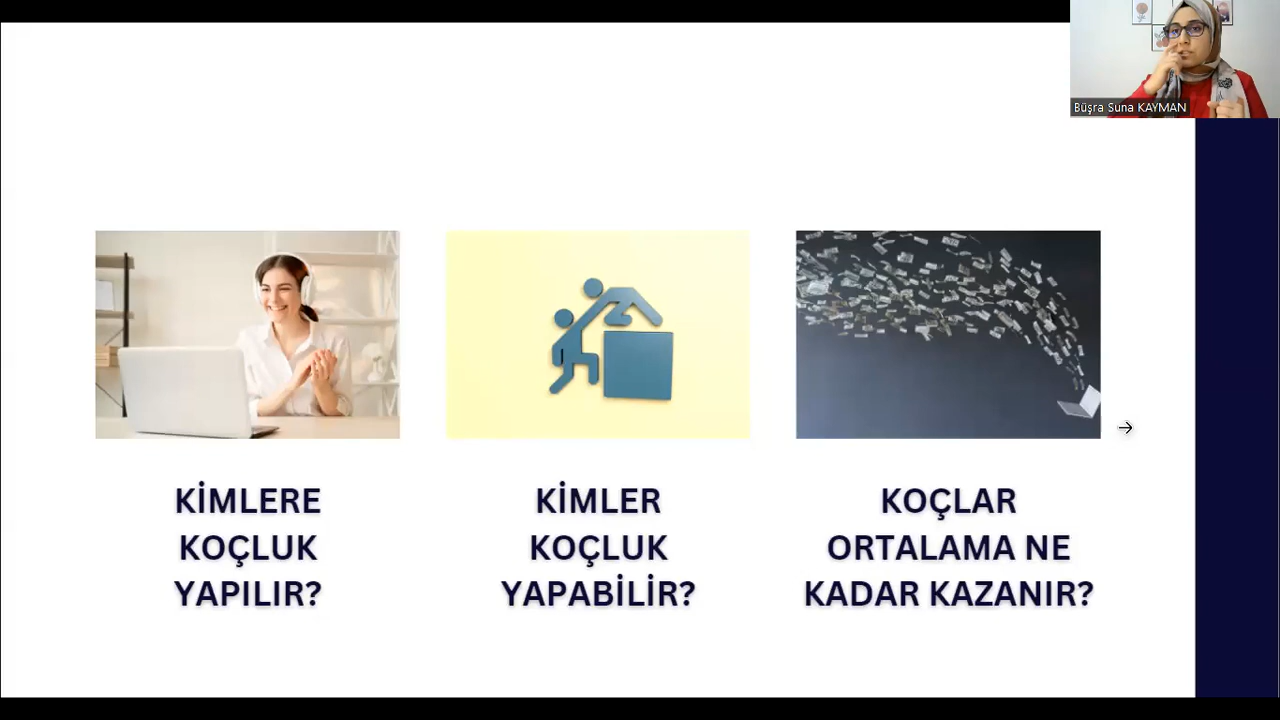 Büşra Suna KAYMAN
KİMLERE
KOÇLUK
YAPILIR?
KİMLER
KOÇLUK
YAPABİLİR?
KOÇLAR
ORTALAMA NE
KADAR KAZANIR?